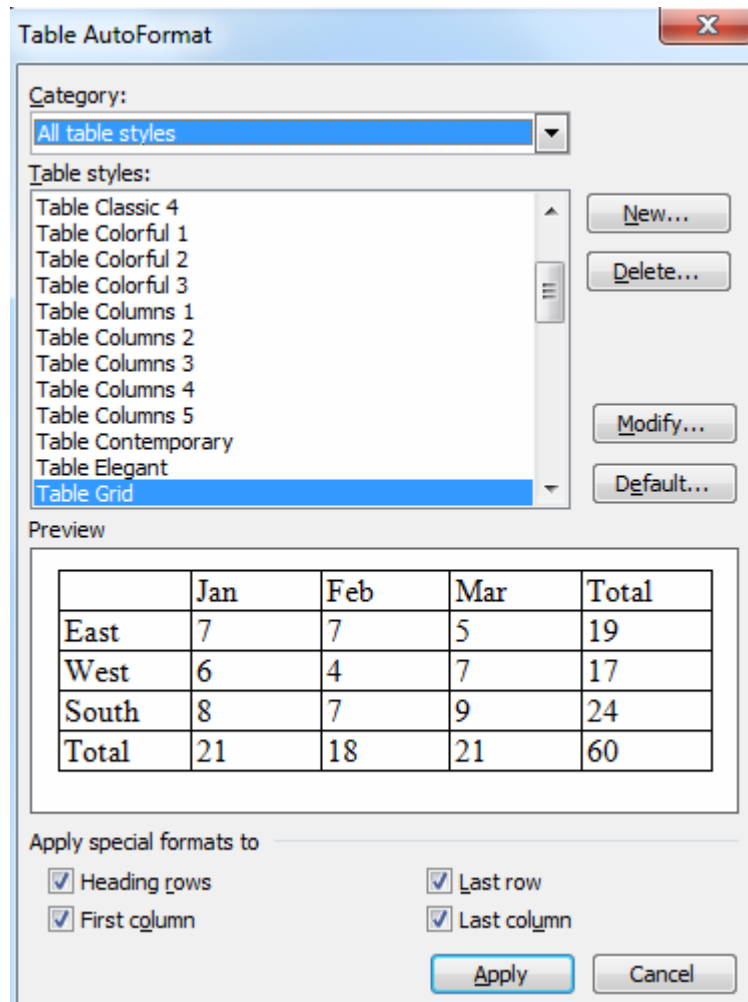 Table AutoFormat
Category:
All table styles
Table styles:
Table Classic 4
Table Colorful 1
Table Colorful 2
Table Colorful 3
Table Columns 1
Table Columns 2
Table Columns 3
Table Columns 4
Table Columns 5
Table Contemporary
Table Elegant
Table Grid
New...
Delete...
Modify...
Default...
Preview
Jan Feb Mar Total
East 7 7 5 19
West 6 4 7 17
South 8 7 9 24
Total 21 18 21 60
Apply special formats to
Heading rows Last row
First column Last column
Apply Cancel